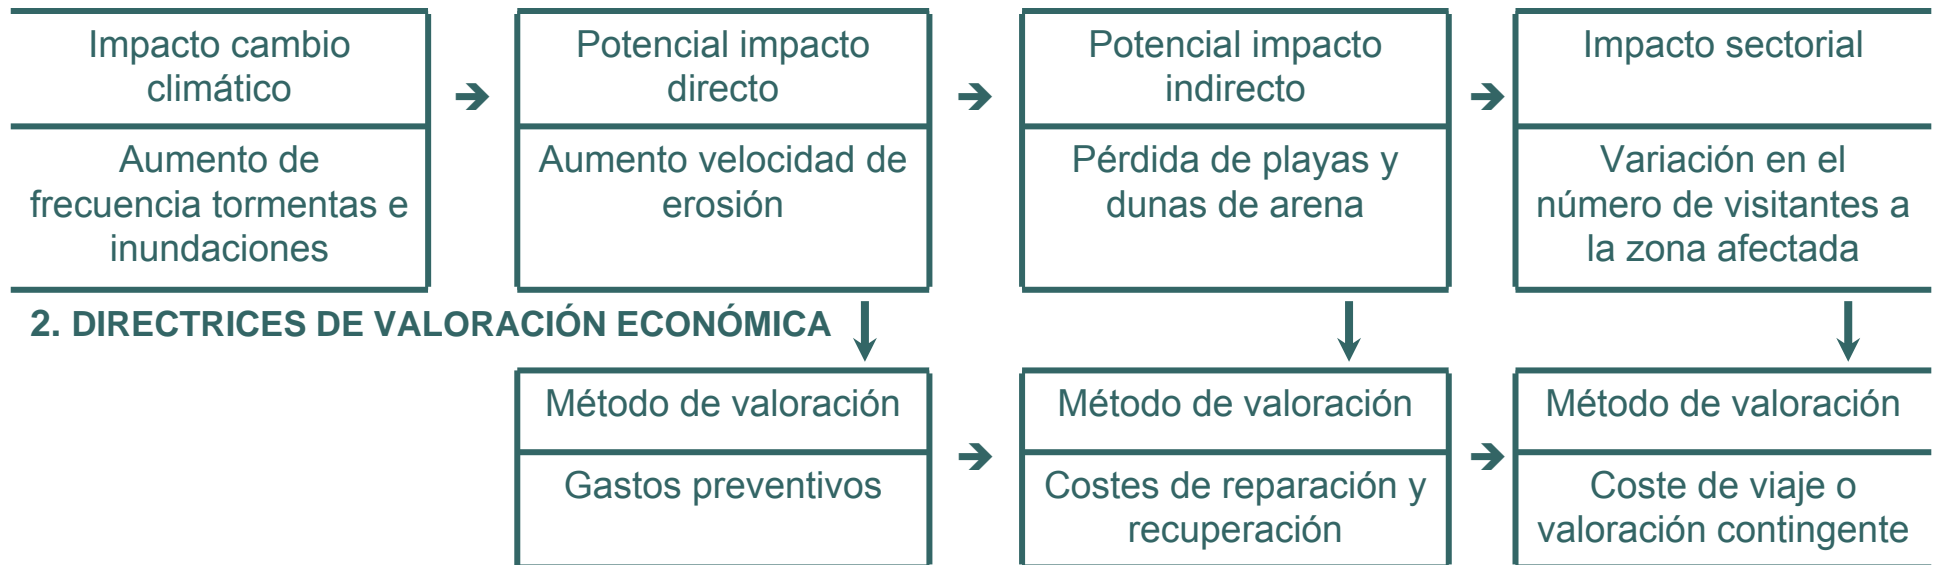 Impacto cambio
climático
Potencial impacto
directo
Potencial impacto
indirecto
Impacto sectorial
Aumento de
frecuencia tormentas e
inundaciones
Aumento velocidad de
erosión
Pérdida de playas y
dunas de arena
Variación en el
número de visitantes a
la zona afectada
2. DIRECTRICES DE VALORACIÓN ECONÓMICA
Método de valoración
Método de valoración
Método de valoración
Gastos preventivos
Costes de reparación y
recuperación
Coste de viaje o
valoración contingente